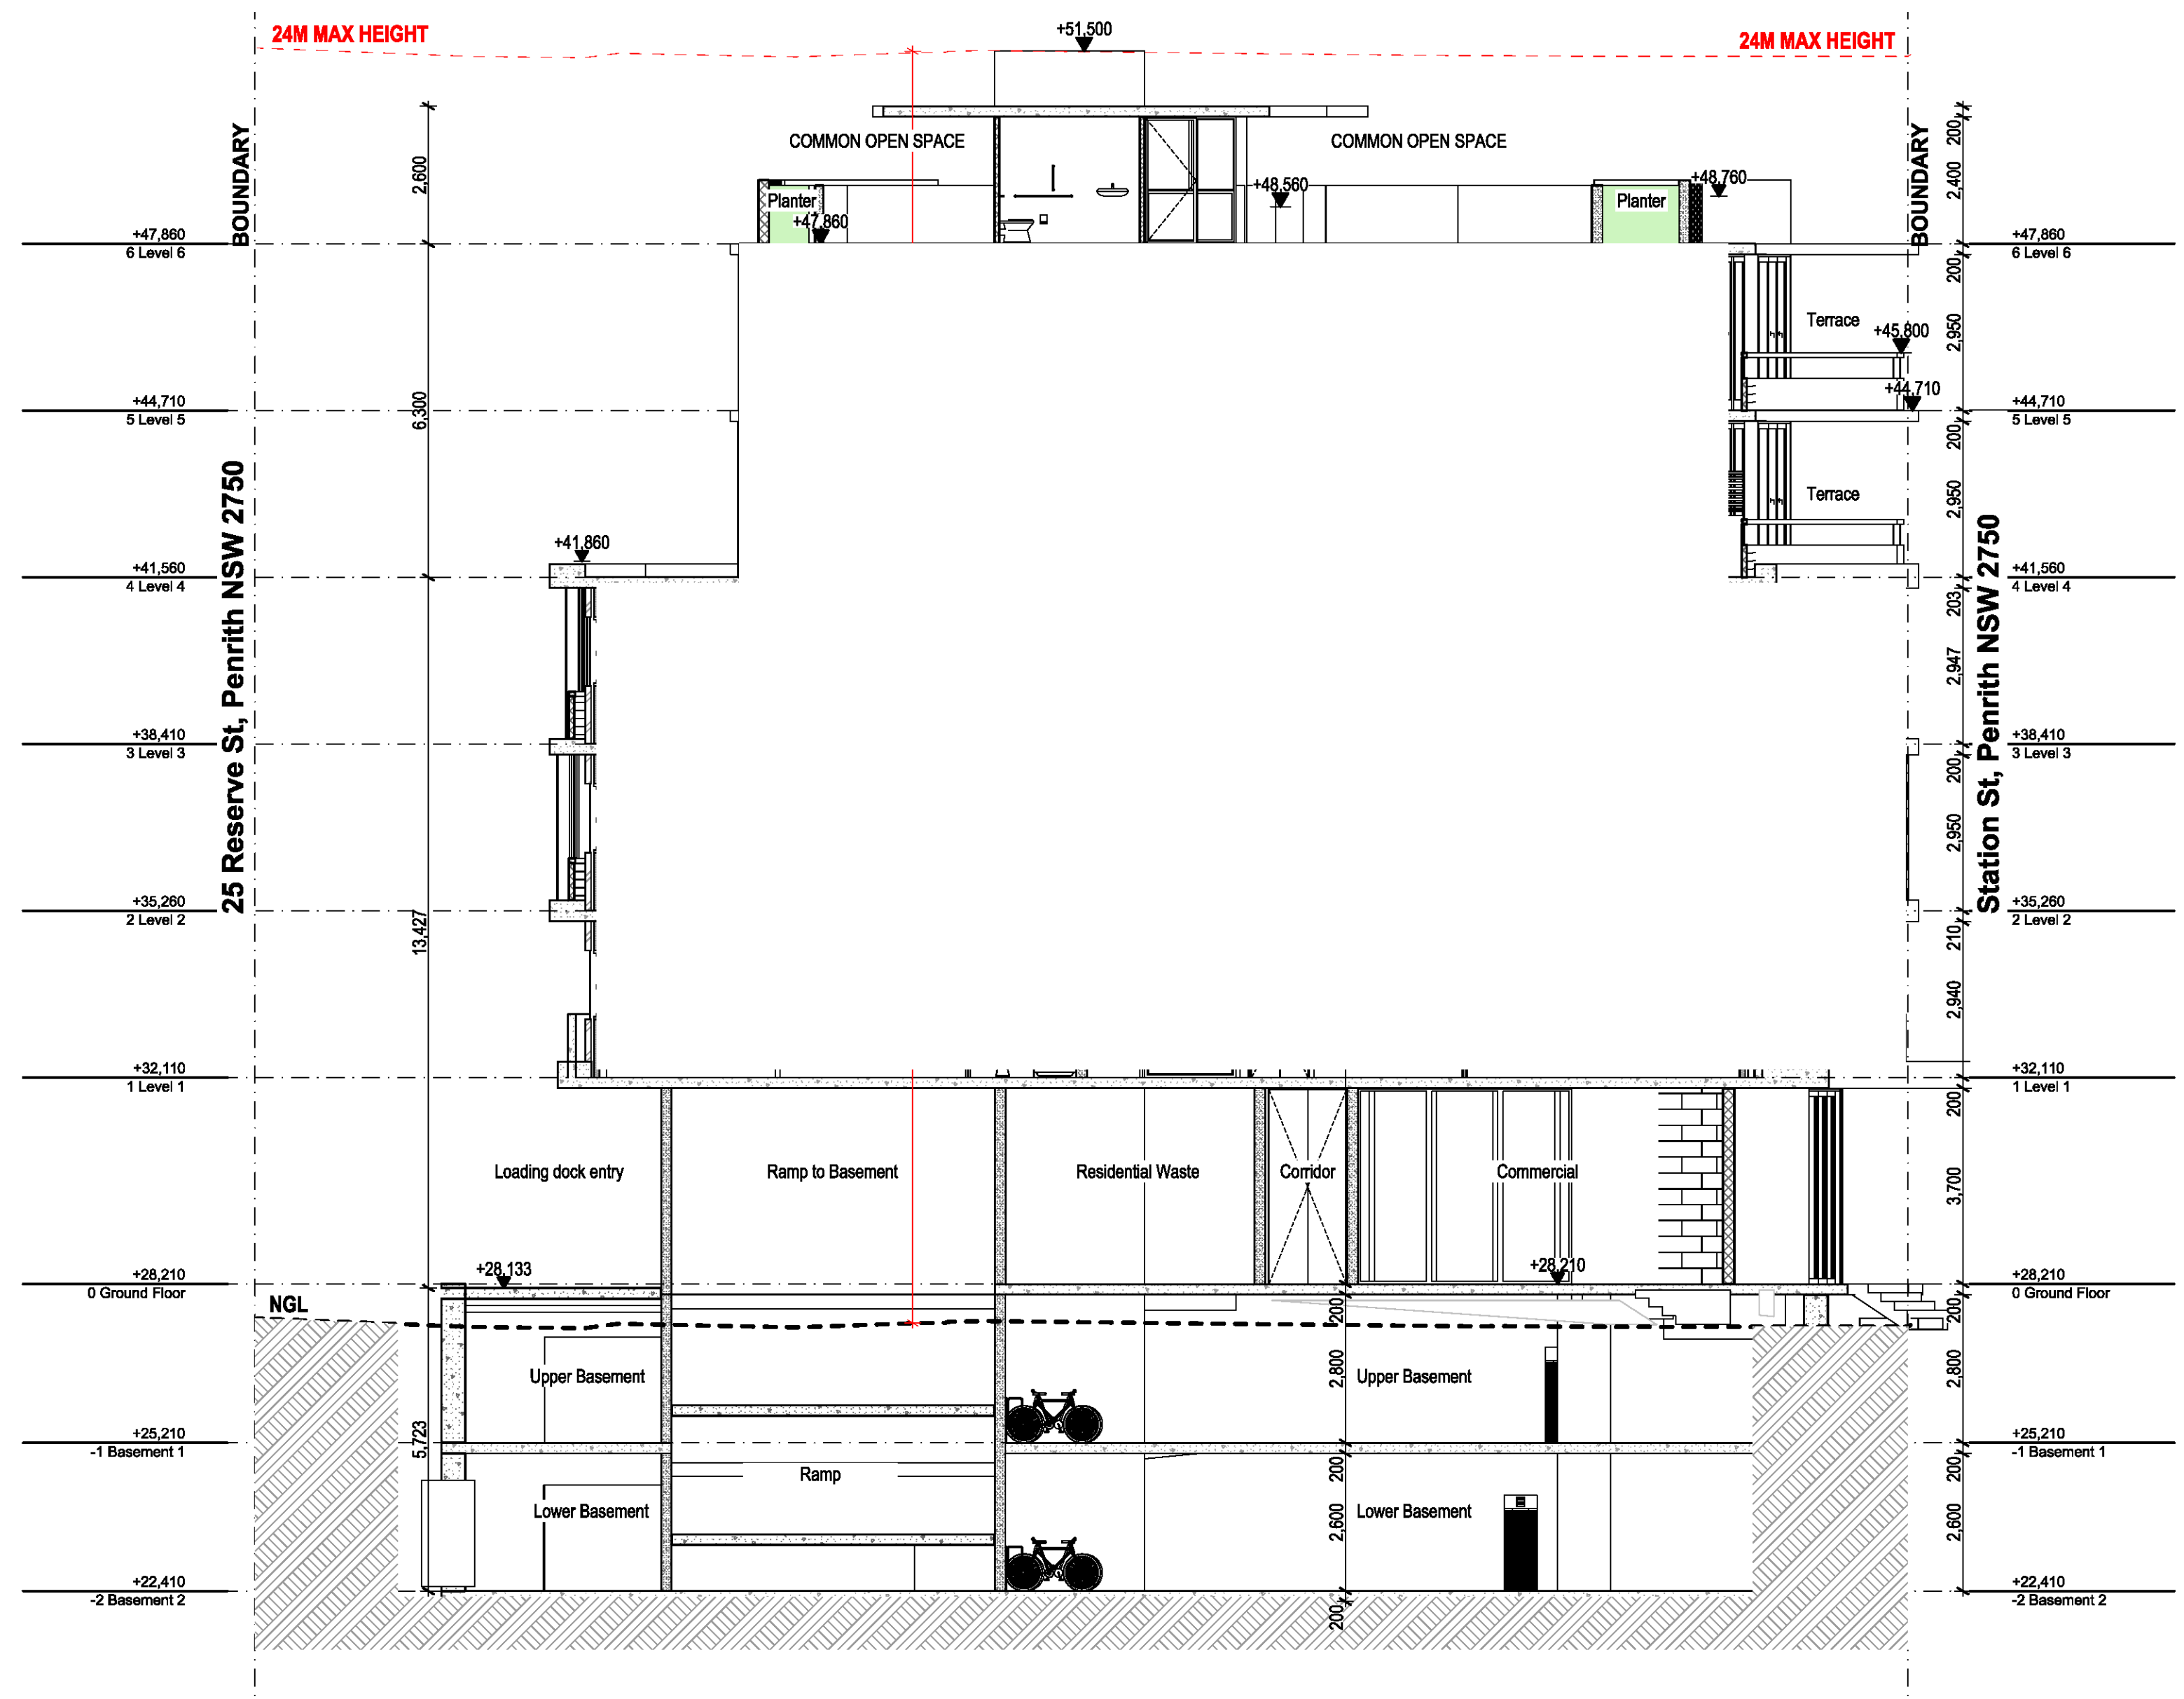 24M MAX HEIGHT
+51,500
24M MAX HEIGHT
BOUNDARY
2,600
COMMON OPEN SPACE
COMMON OPEN SPACE
BOUNDARY
200
2,400
Planter
+47,860
+48,560
Planter
+48,760
+47,860
6 Level 6
+47,860
6 Level 6
200
Terrace
+45,800
2,950
+44,710
+44,710
5 Level 5
6,300
+44,710
5 Level 5
200
Terrace
2,950
25 Reserve St, Penrith NSW 2750
Station St, Penrith NSW 2750
+41,860
+41,560
4 Level 4
+41,560
4 Level 4
203
2,947
+38,410
3 Level 3
+38,410
3 Level 3
200
2,950
+35,260
2 Level 2
13,427
+35,260
2 Level 2
210
2,940
+32,110
1 Level 1
+32,110
1 Level 1
200
Loading dock entry
Ramp to Basement
Residential Waste
Corridor
Commercial
3,700
+28,133
+28,210
+28,210
0 Ground Floor
+28,210
0 Ground Floor
NGL
200
200
Upper Basement
2,800
Upper Basement
2,800
+25,210
-1 Basement 1
5,723
+25,210
-1 Basement 1
200
200
Ramp
Lower Basement
2,600
Lower Basement
2,600
+22,410
-2 Basement 2
+22,410
-2 Basement 2
200